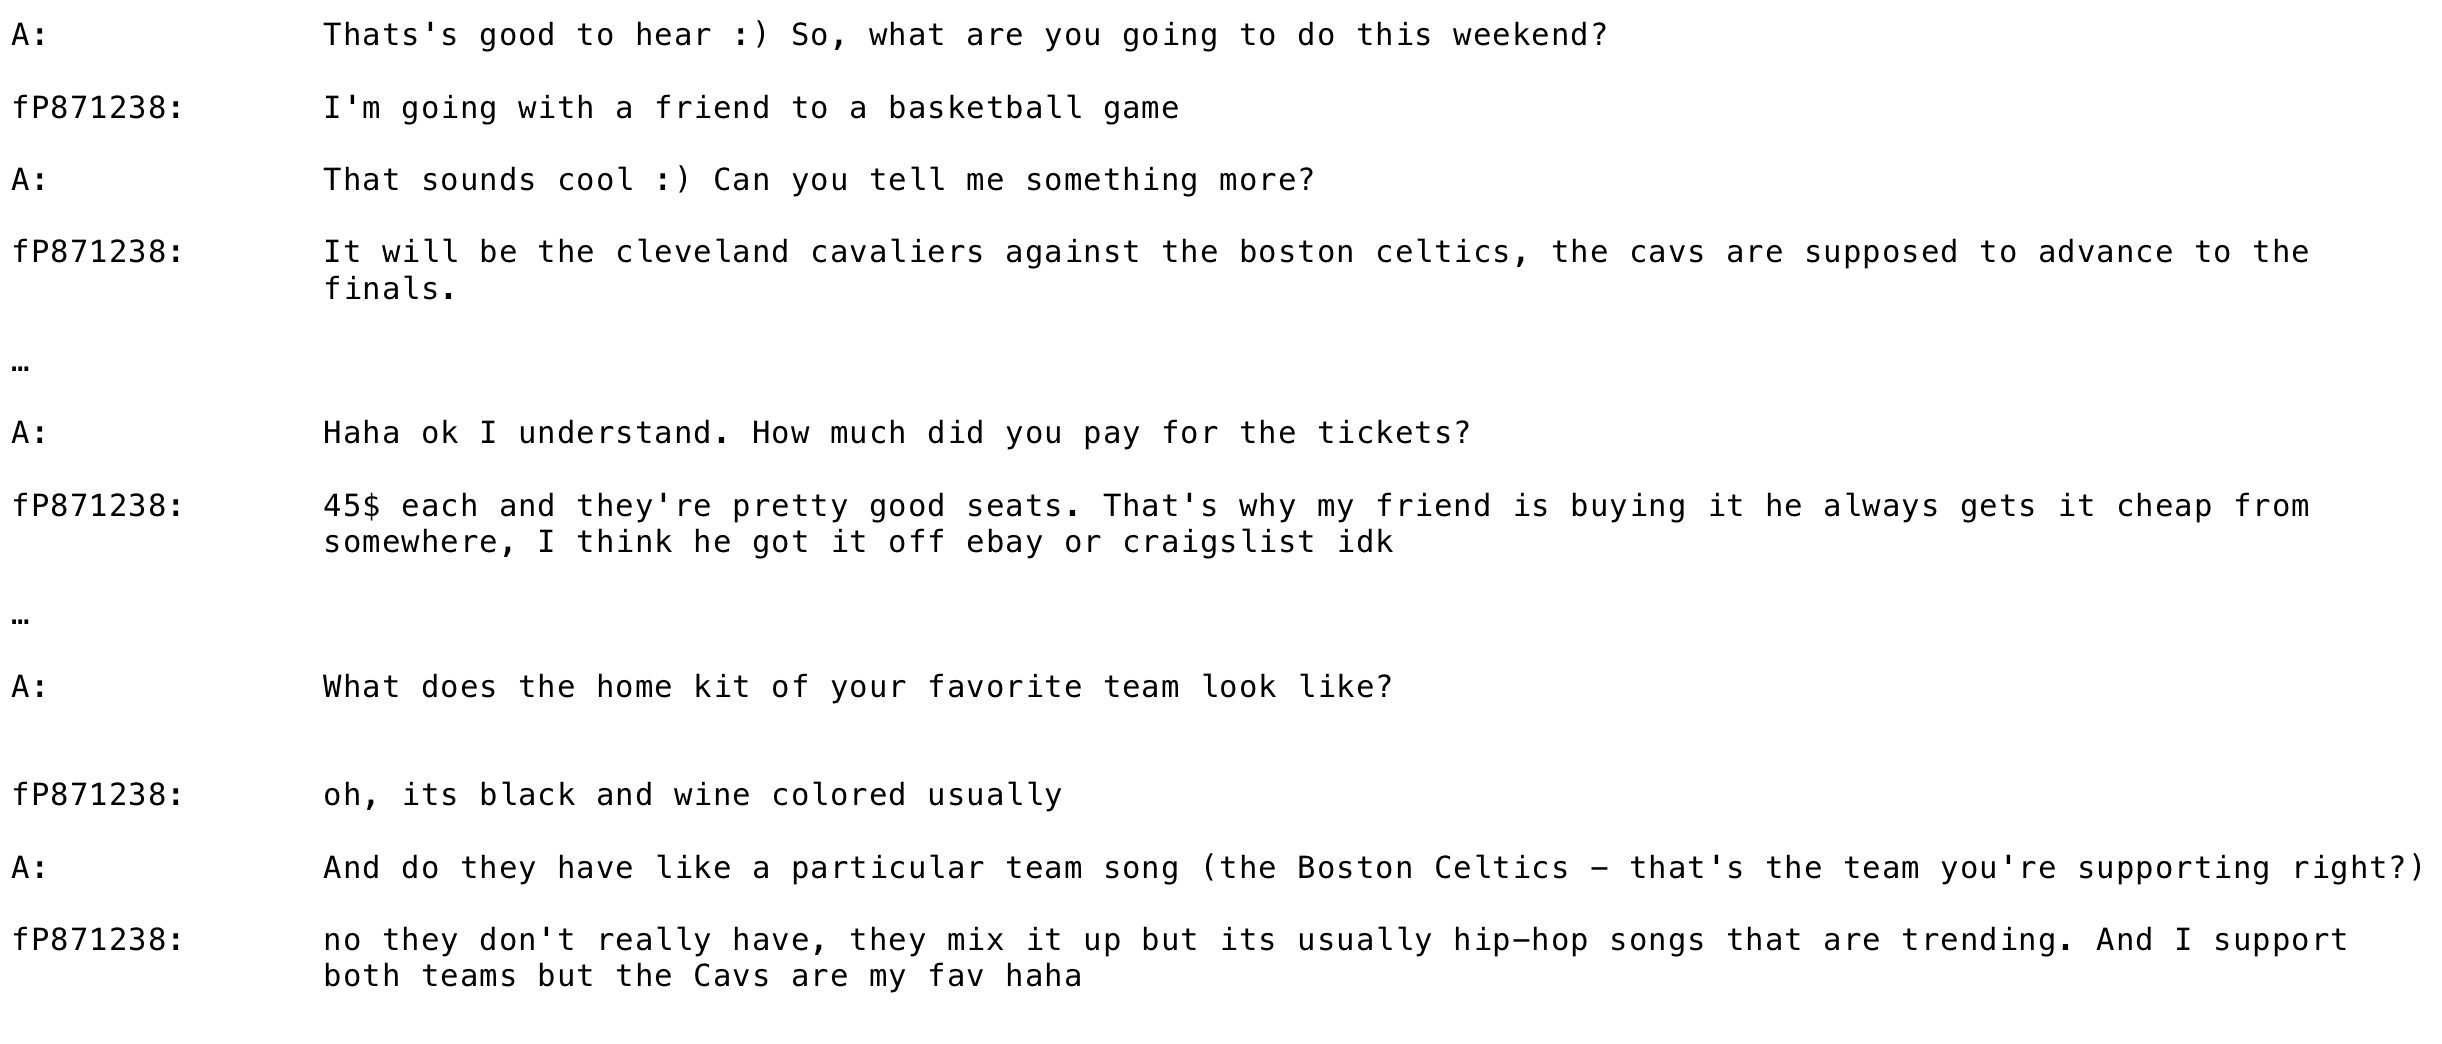 A: Thats's good to hear :) So, what are you going to do this weekend?
fP871238: I'm going with a friend to a basketball game
A: That sounds cool :) Can you tell me something more?
fP871238: It will be the cleveland cavaliers against the boston celtics, the cavs are supposed to advance to the
finals.
…
A: Haha ok I understand. How much did you pay for the tickets?
fP871238: 45$ each and they're pretty good seats. That's why my friend is buying it he always gets it cheap from
somewhere, I think he got it off ebay or craigslist idk
…
A: What does the home kit of your favorite team look like?
fP871238: oh, its black and wine colored usually
A: And do they have like a particular team song (the Boston Celtics – that's the team you're supporting right?)
fP871238: no they don't really have, they mix it up but its usually hip-hop songs that are trending. And I support
both teams but the Cavs are my fav haha